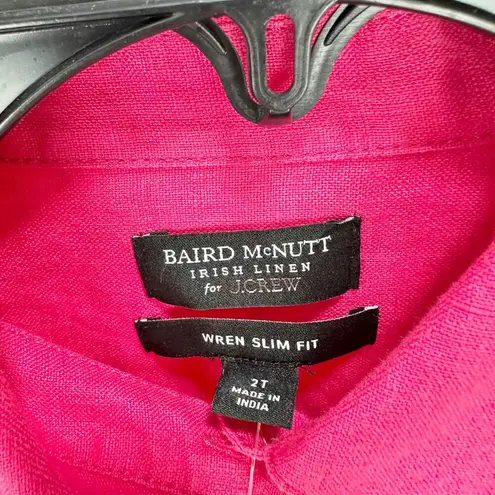 BAIRD McNUTT
IRISH LINEN
for J.CREW
WREN SLIM FIT
2T
MADE IN
INDIA